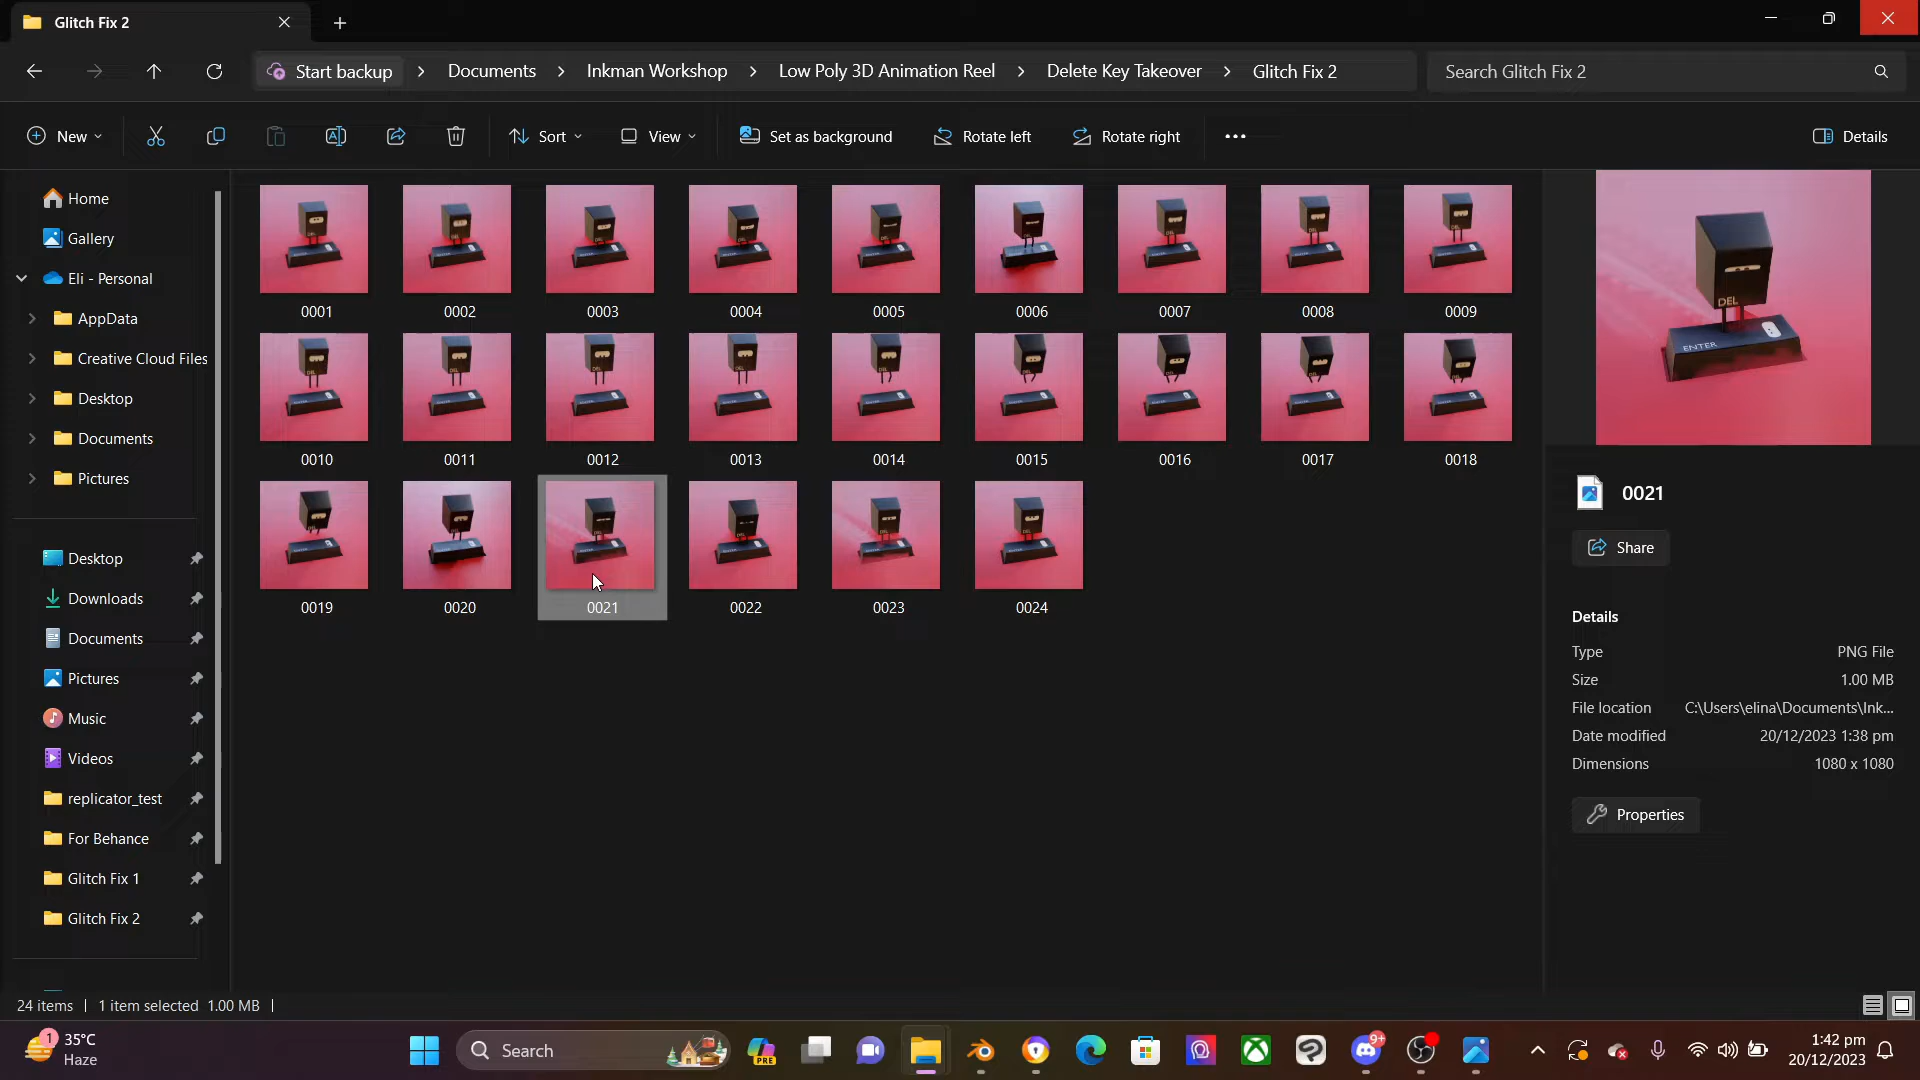 Glitch Fix 2
Start backup > Documents > Inkman Workshop > Low Poly 3D Animation Reel > Delete Key Takeover > Glitch Fix 2
Search Glitch Fix 2
New
Sort
View
Set as background
Rotate left
Rotate right
Details
Home
Gallery
Eli - Personal
AppData
Creative Cloud Files
Desktop
Documents
Pictures
Desktop
Downloads
Documents
Pictures
Music
Videos
replicator_test
For Behance
Glitch Fix 1
Glitch Fix 2
0001 0002 0003 0004 0005 0006 0007 0008 0009
0010 0011 0012 0013 0014 0015 0016 0017 0018
0019 0020 0021 0022 0023 0024
DEL
ENTER
0021
Share
Details
Type PNG File
Size 1.00 MB
File location C:\Users\elina\Documents\Ink...
Date modified 20/12/2023 1:38 pm
Dimensions 1080 x 1080
Properties
24 items | 1 item selected 1.00 MB |
1
35°C
Haze
Search
PRE
9+
1:42 pm
20/12/2023